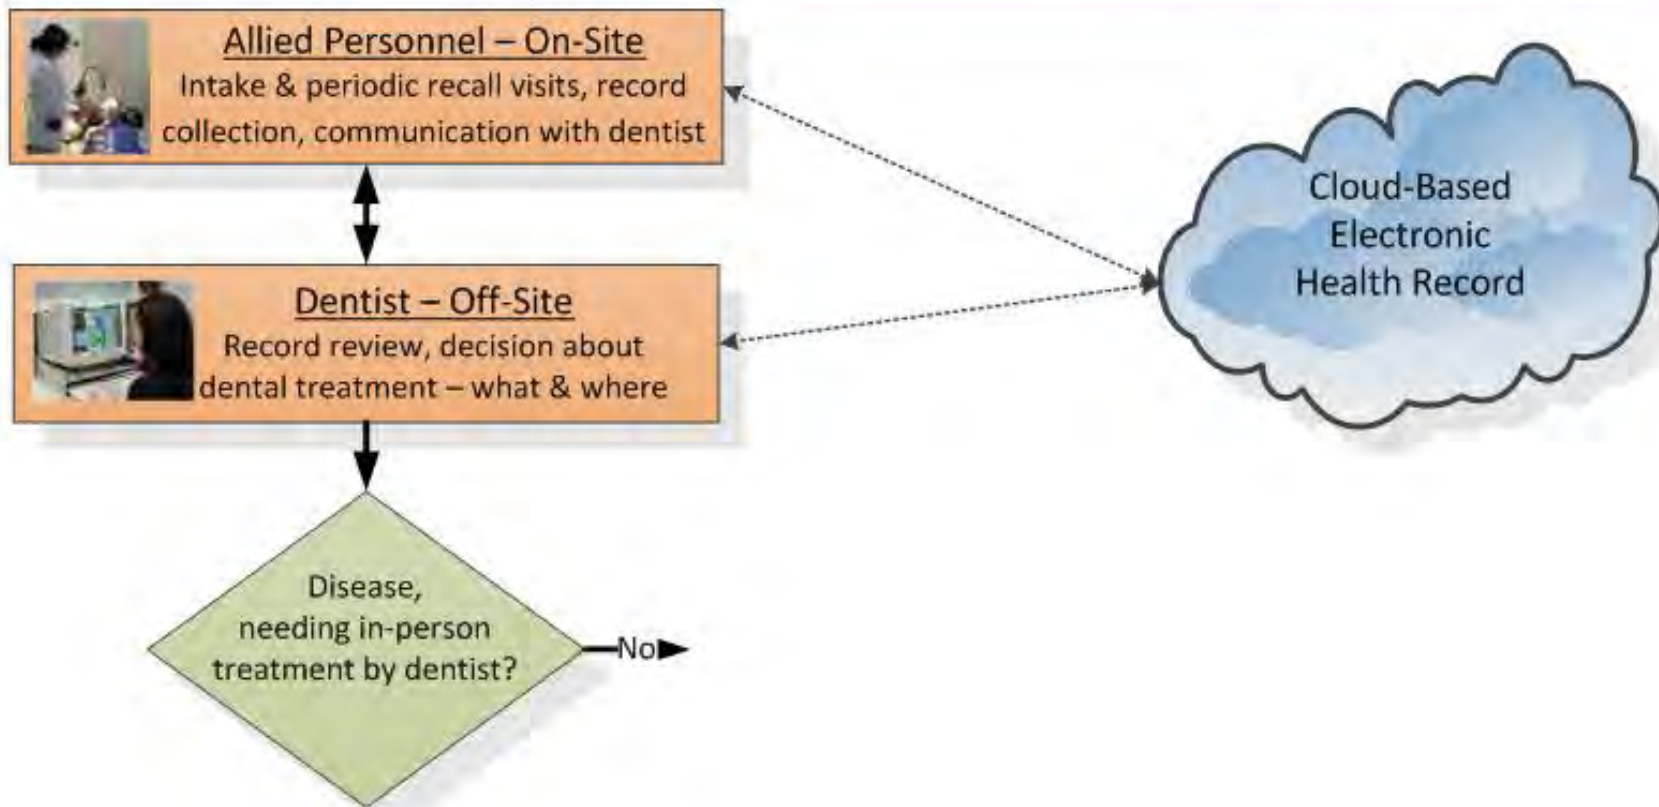 Allied Personnel – On-Site
Intake & periodic recall visits, record
collection, communication with dentist
Cloud-Based
Electronic
Health Record
Dentist – Off-Site
Record review, decision about
dental treatment – what & where
Disease,
needing in-person
treatment by dentist?
No